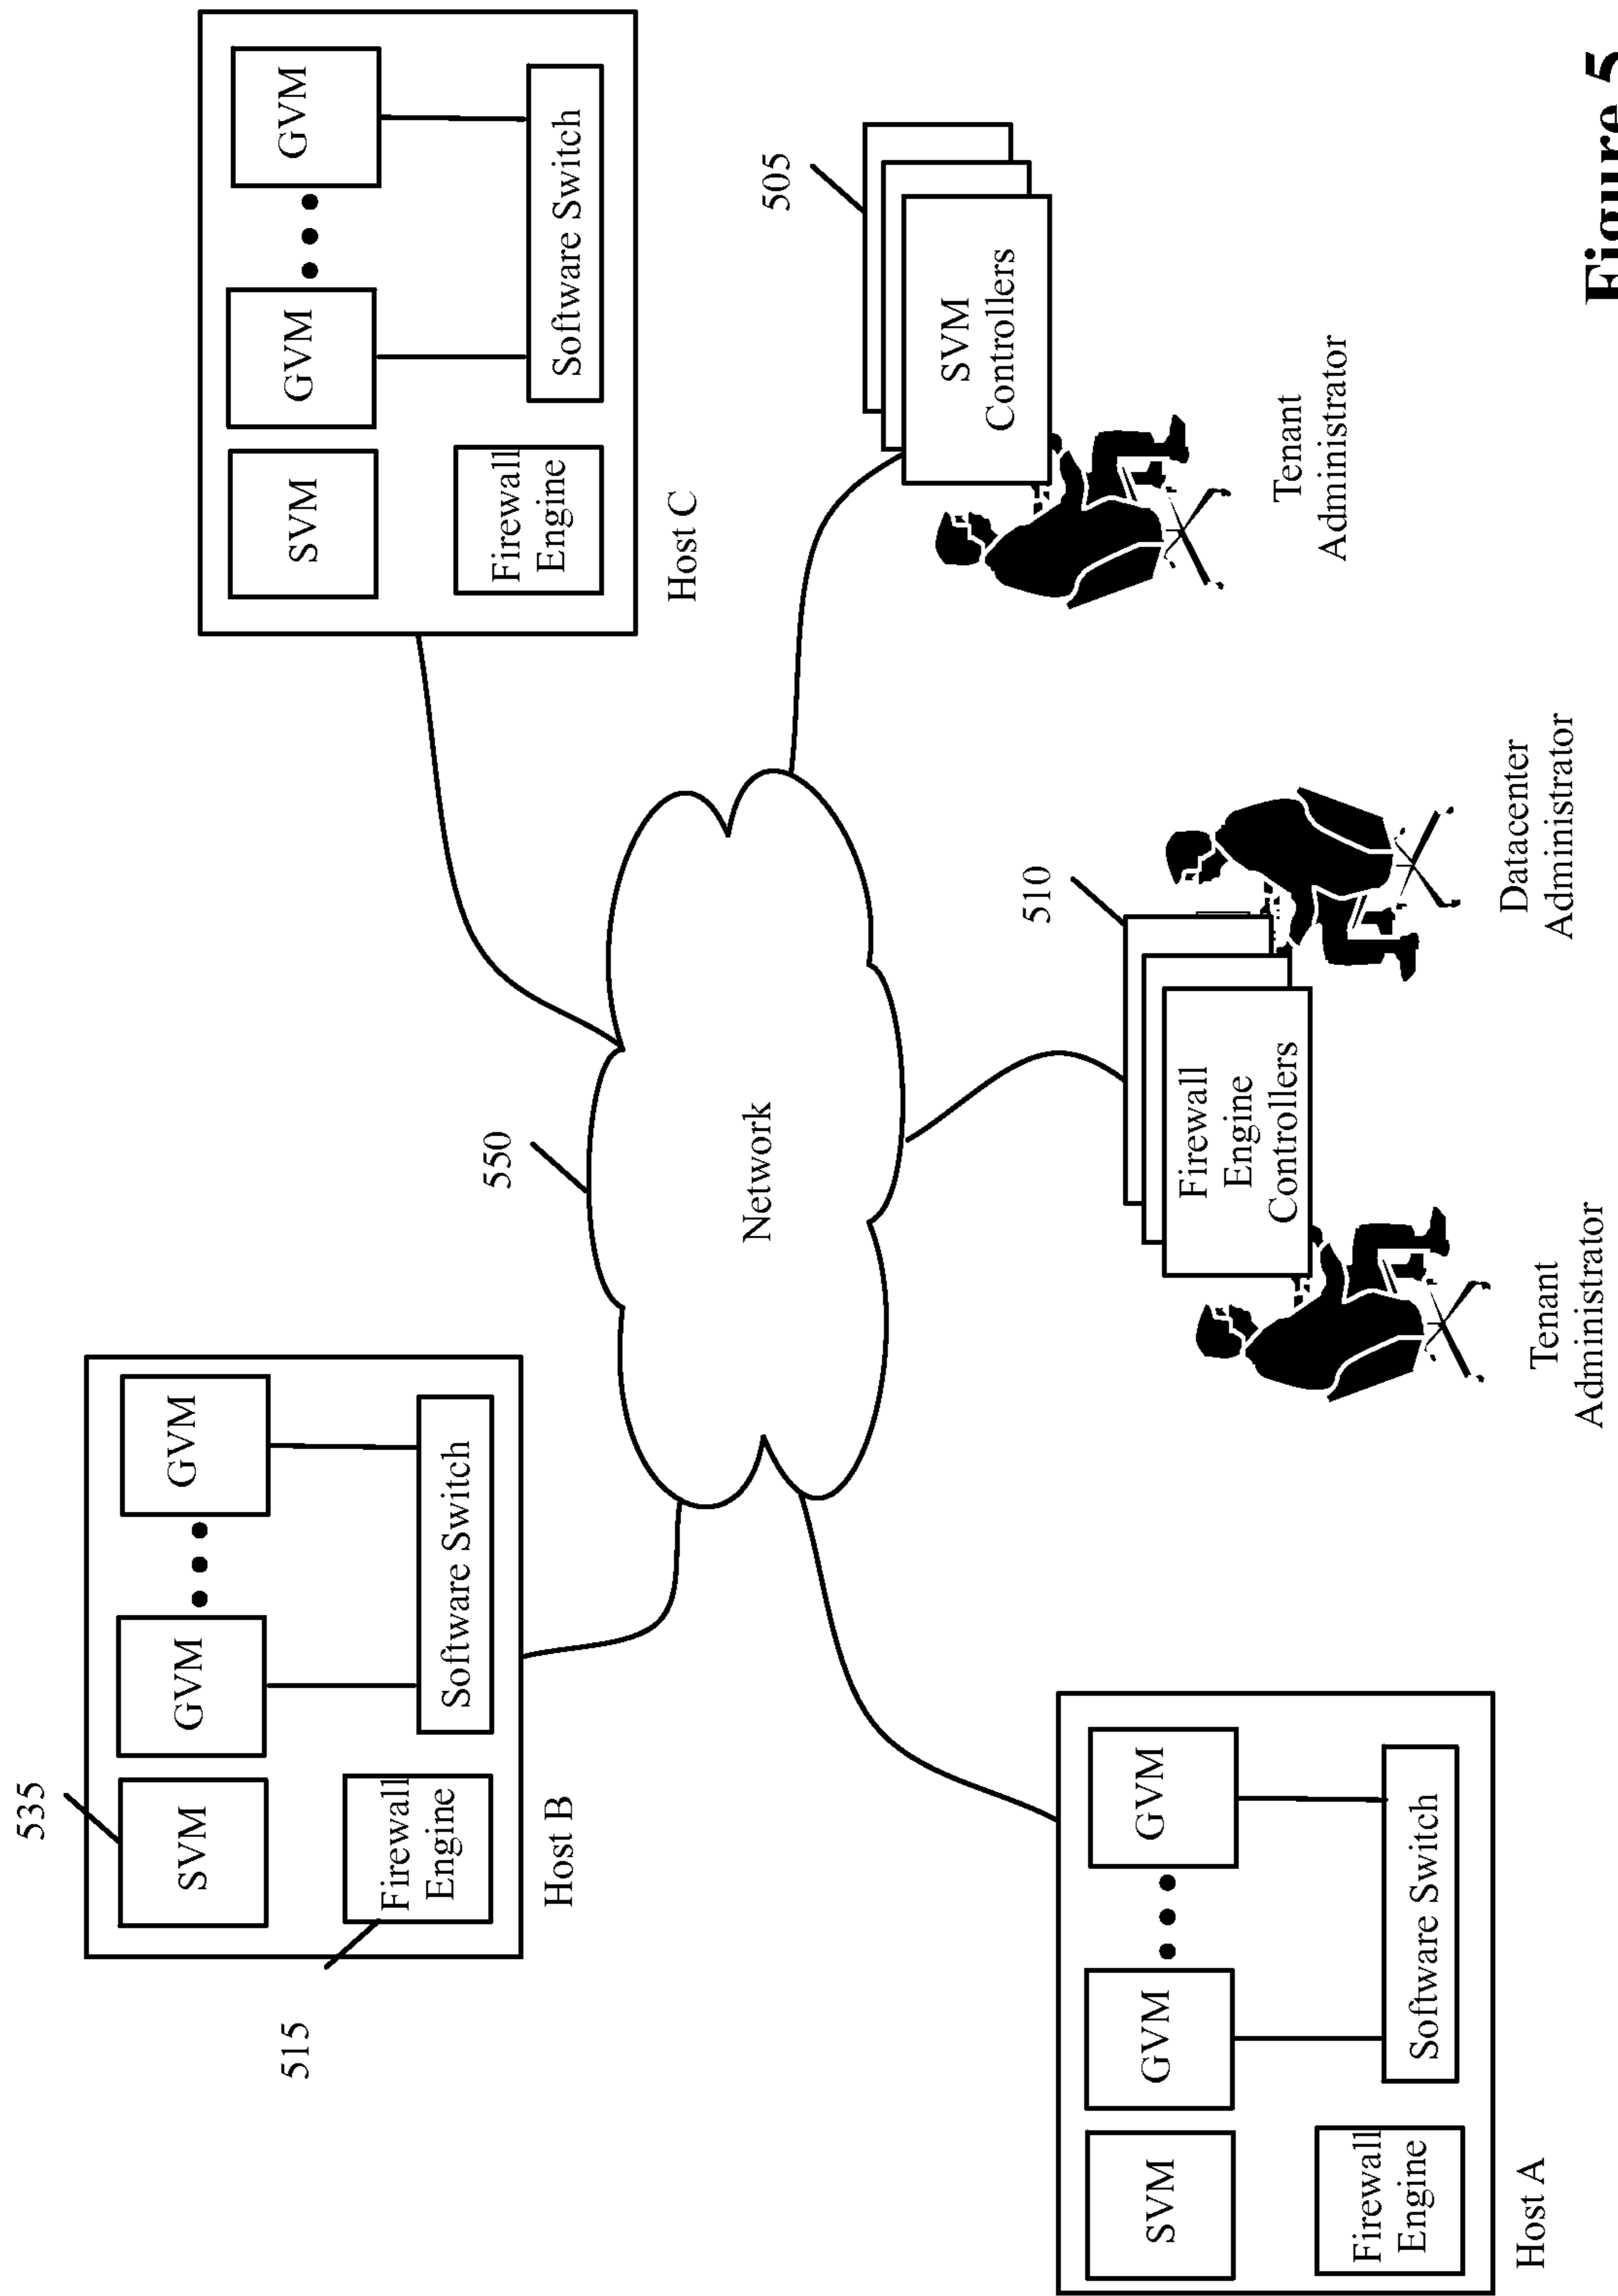 535
SVM
GVM
GVM
Firewall
Engine
Software Switch
515
Host B
SVM
GVM
GVM
Firewall
Engine
Software Switch
Host C
550
Network
505
SVM
Controllers
Tenant
Administrator
SVM
GVM
GVM
Firewall
Engine
Software Switch
Host A
510
Firewall
Engine
Controllers
Tenant
Administrator
Datacenter
Administrator
Figure 5